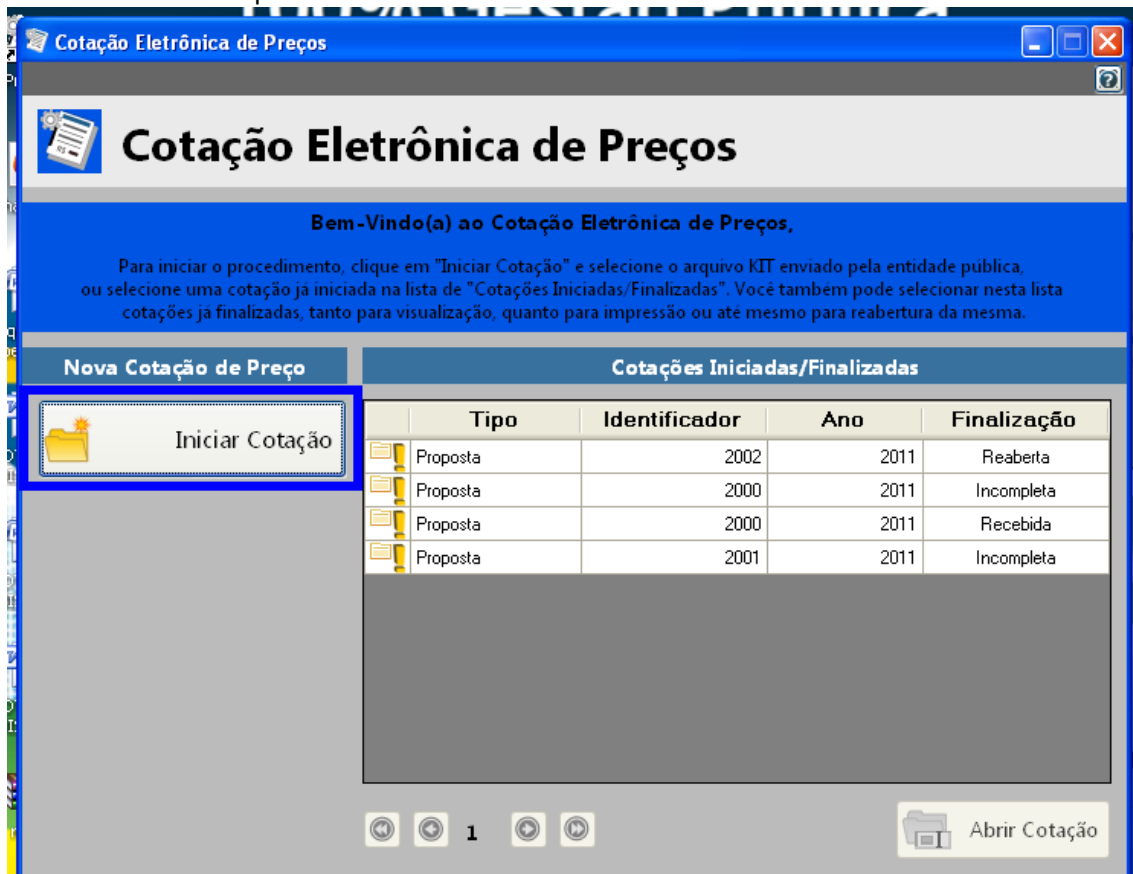 100% Gestão Pública
Cotação Eletrônica de Preços
Cotação Eletrônica de Preços
Bem-Vindo(a) ao Cotação Eletrônica de Preços,
Para iniciar o procedimento, clique em "Iniciar Cotação" e selecione o arquivo KIT enviado pela entidade pública,
ou selecione uma cotação já iniciada na lista de "Cotações Iniciadas/Finalizadas". Você também pode selecionar nesta lista
cotações já finalizadas, tanto para visualização, quanto para impressão ou até mesmo para reabertura da mesma.
Nova Cotação de Preço
Cotações Iniciadas/Finalizadas
Iniciar Cotação
Tipo Identificador Ano Finalização
Proposta 2002 2011 Reaberta
Proposta 2000 2011 Incompleta
Proposta 2000 2011 Recebida
Proposta 2001 2011 Incompleta
1
Abrir Cotação